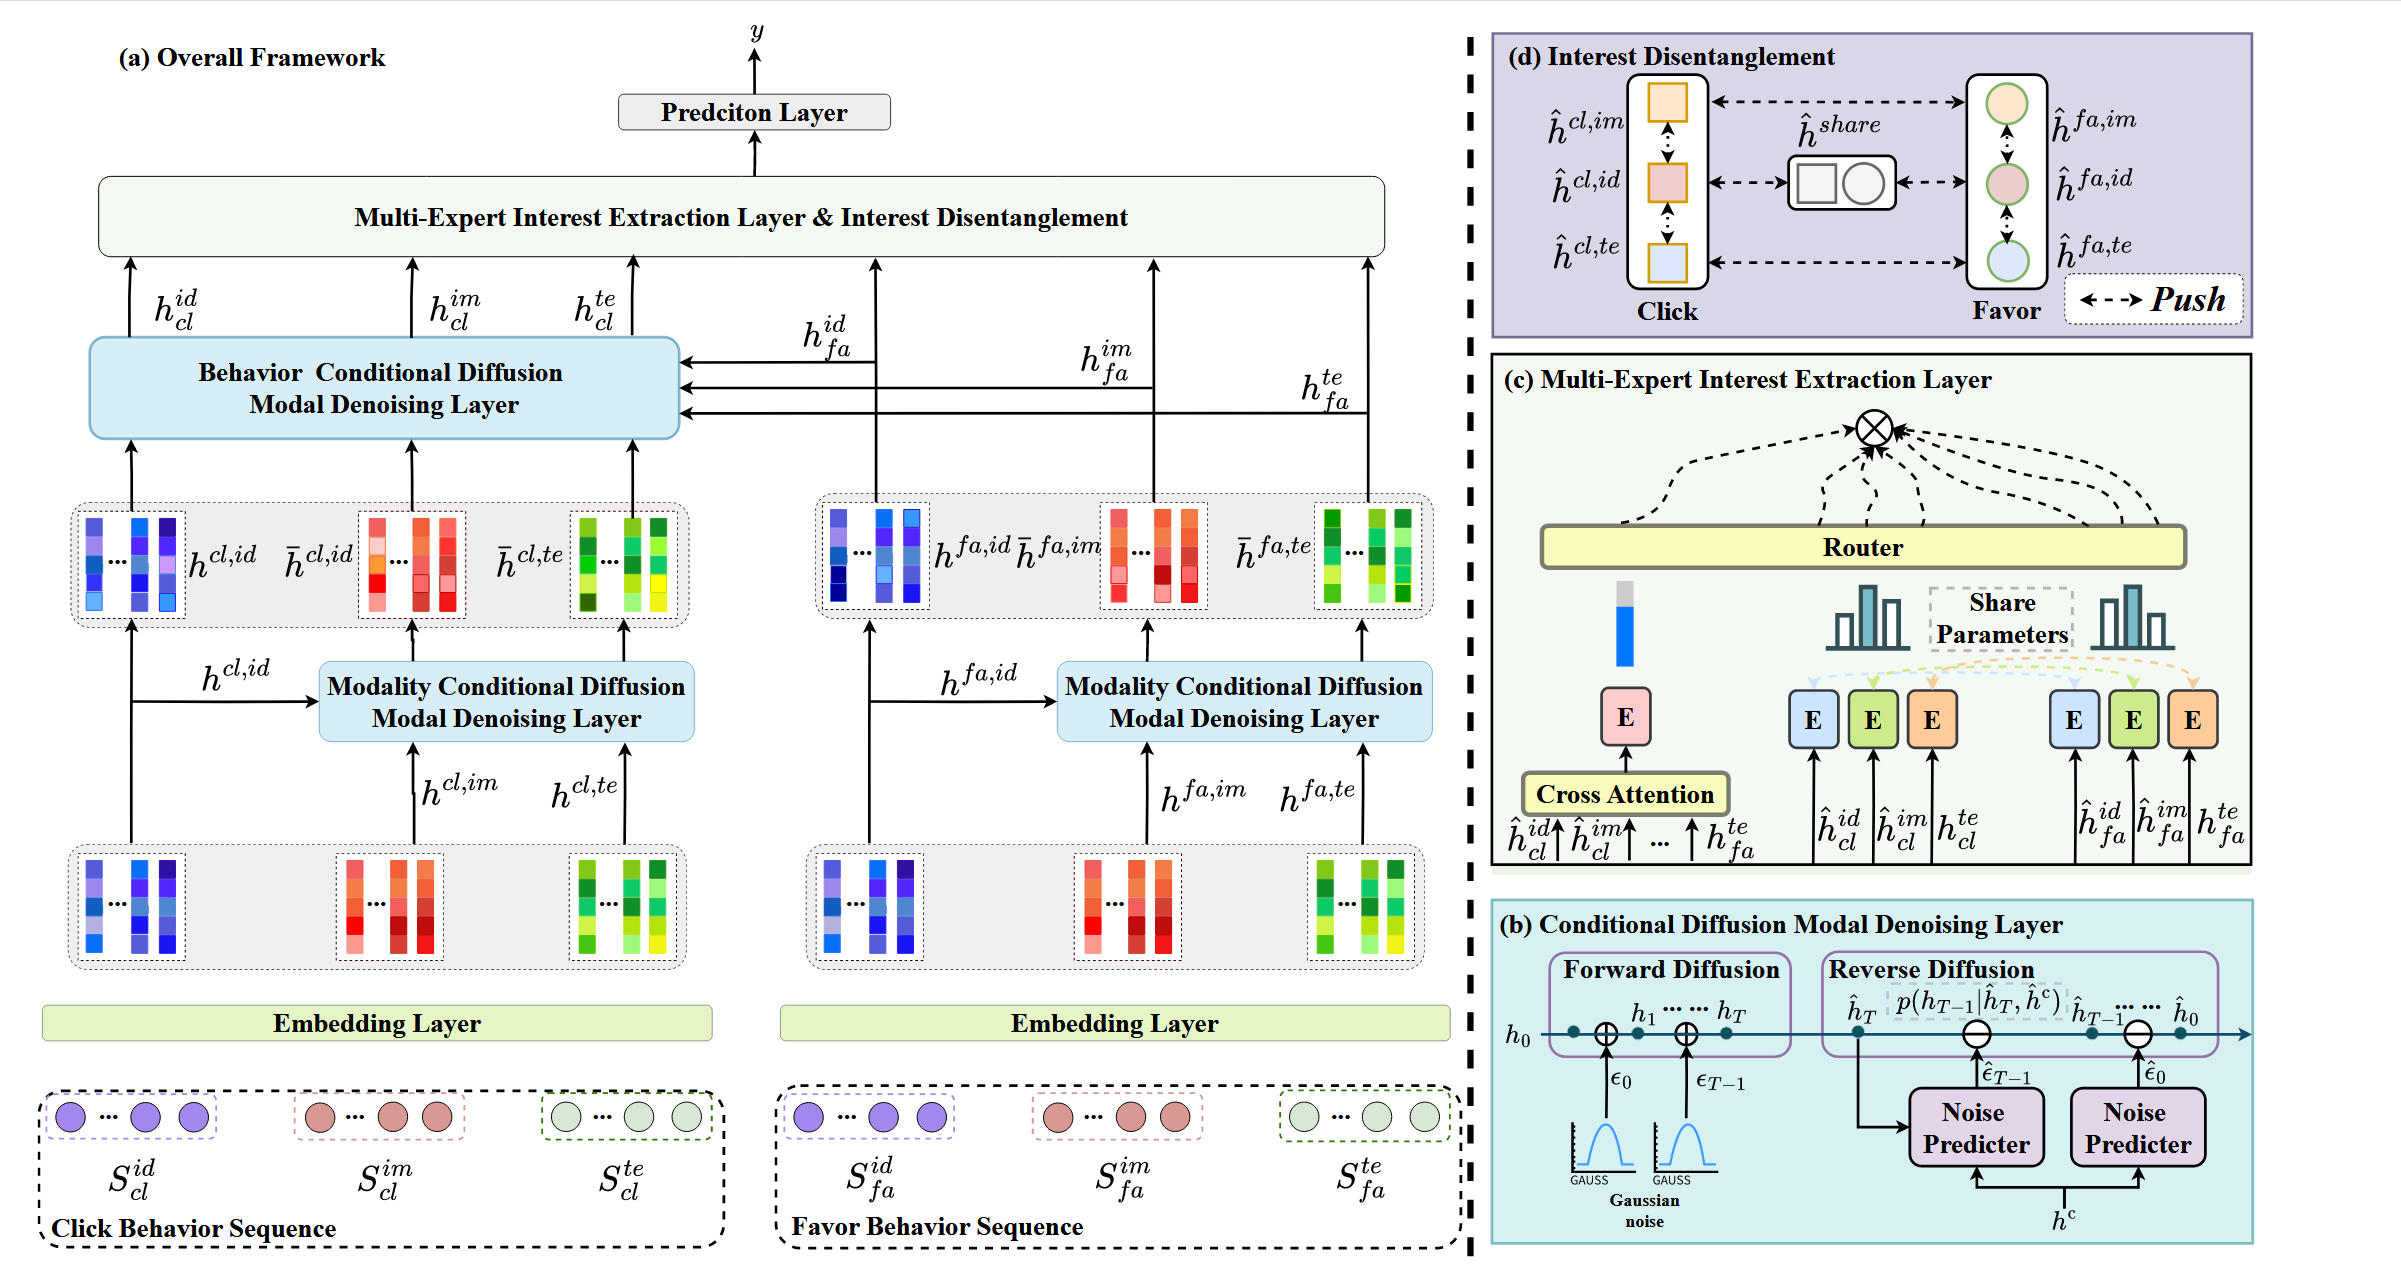 (a) Overall Framework
y
Predciton Layer
Multi-Expert Interest Extraction Layer & Interest Disentanglement
h_{cl}^{id}
h_{cl}^{im}
h_{cl}^{te}
h_{fa}^{id}
h_{fa}^{im}
h_{fa}^{te}
Behavior Conditional Diffusion
Modal Denoising Layer
... h^{cl,id} \bar{h}^{cl,id} ... \bar{h}^{cl,te} ...
... h^{fa,id} \bar{h}^{fa,im} ... \bar{h}^{fa,te} ...
h^{cl,id}
Modality Conditional Diffusion
Modal Denoising Layer
h^{fa,id}
Modality Conditional Diffusion
Modal Denoising Layer
h^{cl,im} h^{cl,te}
h^{fa,im} h^{fa,te}
... ... ...
... ... ...
Embedding Layer
Embedding Layer
... ... ...
S_{cl}^{id} S_{cl}^{im} S_{cl}^{te}
Click Behavior Sequence
... ... ...
S_{fa}^{id} S_{fa}^{im} S_{fa}^{te}
Favor Behavior Sequence
(d) Interest Disentanglement
\hat{h}^{cl,im} \hat{h}^{share} \hat{h}^{fa,im}
\hat{h}^{cl,id} \hat{h}^{fa,id}
\hat{h}^{cl,te} \hat{h}^{fa,te}
Click Favor
Push
(c) Multi-Expert Interest Extraction Layer
Router
Share
Parameters
E E E E E E E
Cross Attention
\hat{h}_{cl}^{id} \hat{h}_{cl}^{im} ... h_{fa}^{te}
\hat{h}_{cl}^{id} \hat{h}_{cl}^{im} h_{cl}^{te}
\hat{h}_{fa}^{id} \hat{h}_{fa}^{im} h_{fa}^{te}
(b) Conditional Diffusion Modal Denoising Layer
Forward Diffusion
h_0 h_1 ... ... h_T
ϵ_0 ϵ_{T−1}
GAUSS GAUSS
Gaussian
noise
Reverse Diffusion
\hat{h}_T p(h_{T−1}|\hat{h}_T, \hat{h}^c) \hat{h}_{T−1} ... ... \hat{h}_0
\hat{ϵ}_{T−1} \hat{ϵ}_0
Noise
Predicter
Noise
Predicter
h^c